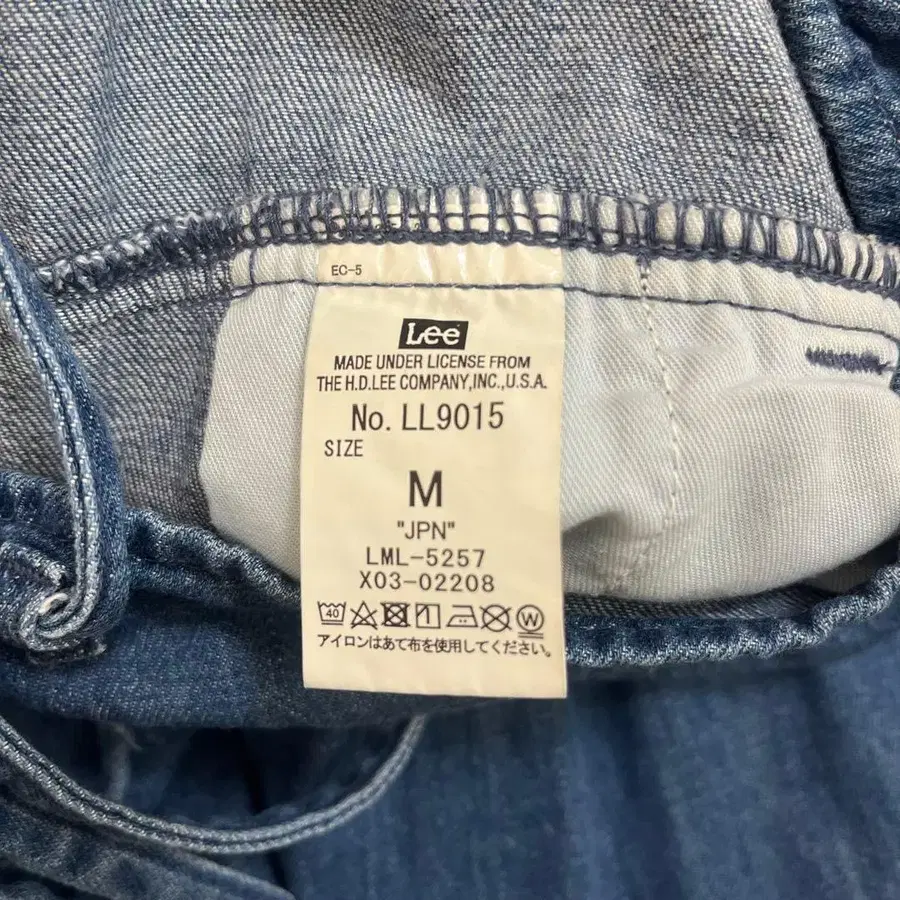 EC-5
Lee
MADE UNDER LICENSE FROM
THE H.D.LEE COMPANY,INC.,U.S.A.
No. LL9015
SIZE
M
"JPN"
LML-5257
X03-02208
40 W
アイロンはあて布を使用してください。